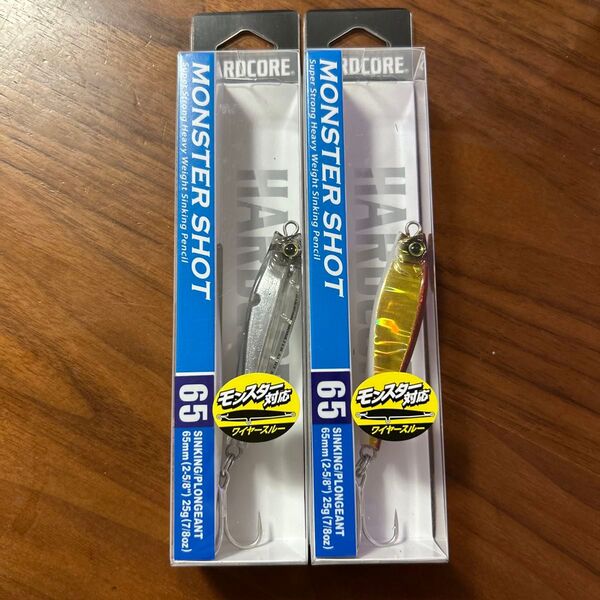 ARDCORE®
MONSTER SHOT
Super Strong Heavy Weight Sinking Pencil
HARD
モンスター対応
ワイヤースルー
65
SINKING/PLONGEANT
65mm (2-5/8") 25g (7/8oz)
RDCORE®
MONSTER SHOT
Super Strong Heavy Weight Sinking Pencil
HARDC
モンスター対応
ワイヤースルー
65
SINKING/PLONGEANT
65mm (2-5/8") 25g (7/8oz)